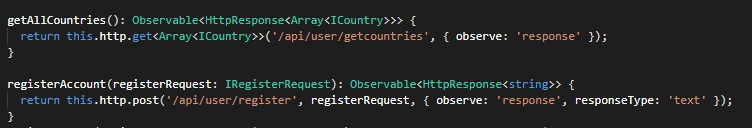 getAllCountries(): Observable<HttpResponse<Array<ICountry>>> {
return this.http.get<Array<ICountry>>('/api/user/getcountries', { observe: 'response' });
}
registerAccount(registerRequest: IRegisterRequest): Observable<HttpResponse<string>> {
return this.http.post('/api/user/register', registerRequest, { observe: 'response', responseType: 'text' });
}